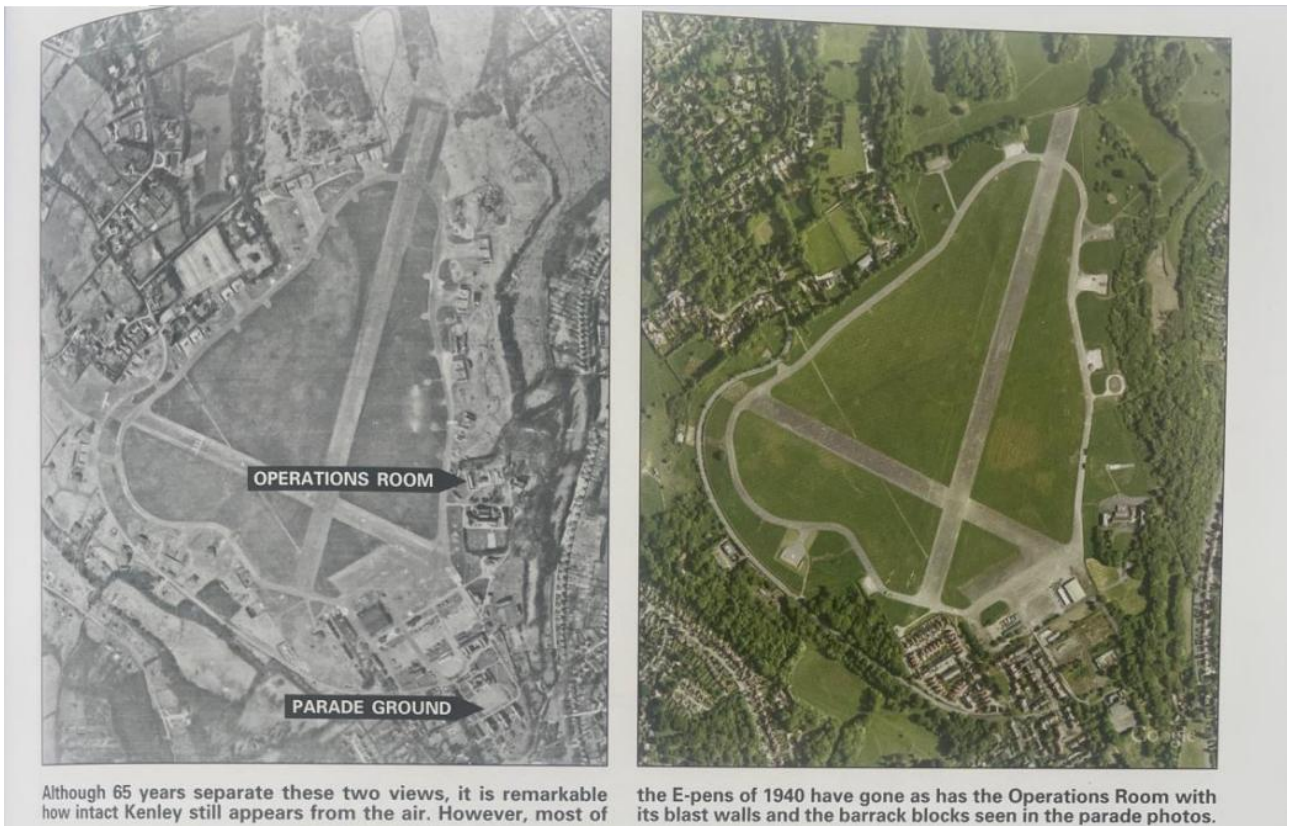 OPERATIONS ROOM
PARADE GROUND
Although 65 years separate these two views, it is remarkable
how intact Kenley still appears from the air. However, most of
the E-pens of 1940 have gone as has the Operations Room with
its blast walls and the barrack blocks seen in the parade photos.
Google